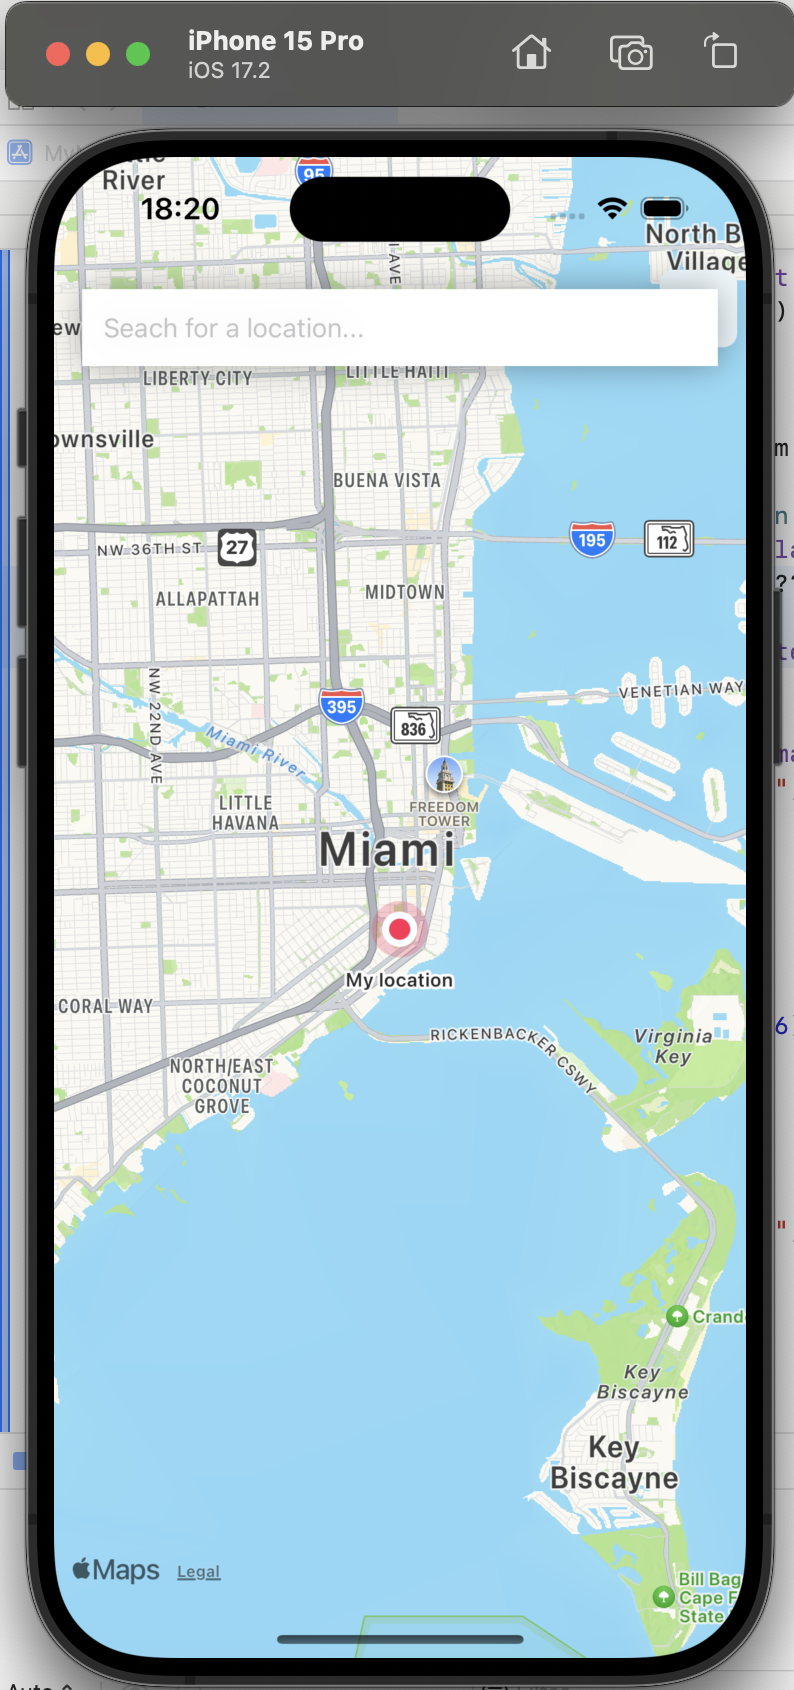 iPhone 15 Pro
iOS 17.2
River
95
18:20
North B
Village
I AVE
Seach for a location...
LIBERTY CITY
LITTLE HAITI
ownsville
BUENA VISTA
NW 36TH ST
27
195
112
ALLAPATTAH
MIDTOWN
NW 22ND AVE
VENETIAN WAY
395
836
Miami River
FREEDOM
TOWER
LITTLE
HAVANA
Miami
My location
CORAL WAY
RICKENBACKER CSWY
Virginia
Key
NORTH/EAST
COCONUT
GROVE
Crand
Key
Biscayne
Key
Biscayne
Maps
Legal
Bill Bag
Cape F
State
Auto